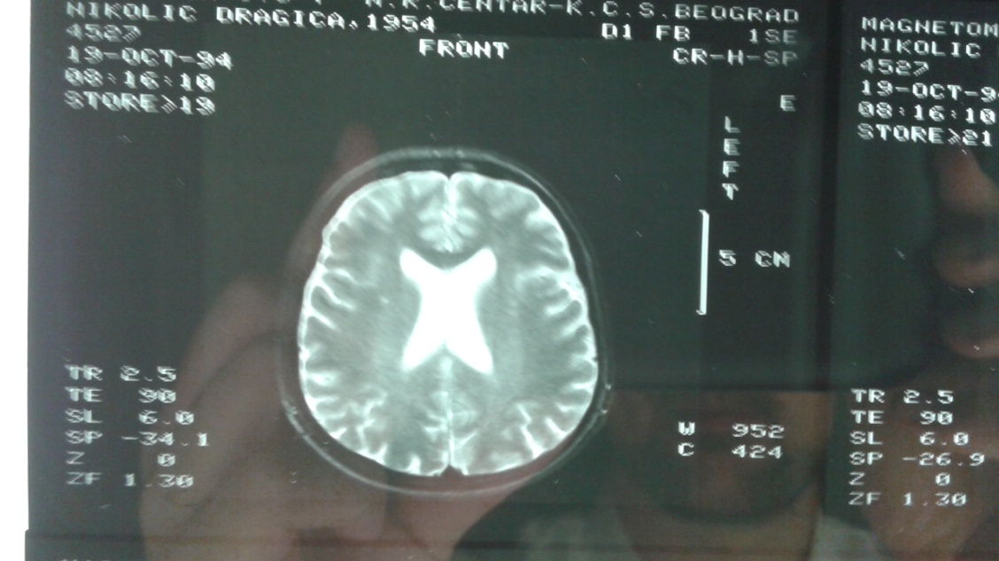 N.R.CENTAR-K.C.S.BEOGRAD
NIKOLIC DRAGICA,1954
D1 FB 1SE
4527
FRONT
CR-H-SP
19-OCT-94
08:16:10
STORE 19
E
LEFT
5 CM
TR 2.5
TE 90
SL 6.0
SP -34.1
Z 0
ZF 1.30
W 952
C 424
MAGNETOM
NIKOLIC
4527
19-OCT-9
08:16:10
STORE 21
TR 2.5
TE 90
SL 6.0
SP -26.9
Z 0
ZF 1.30